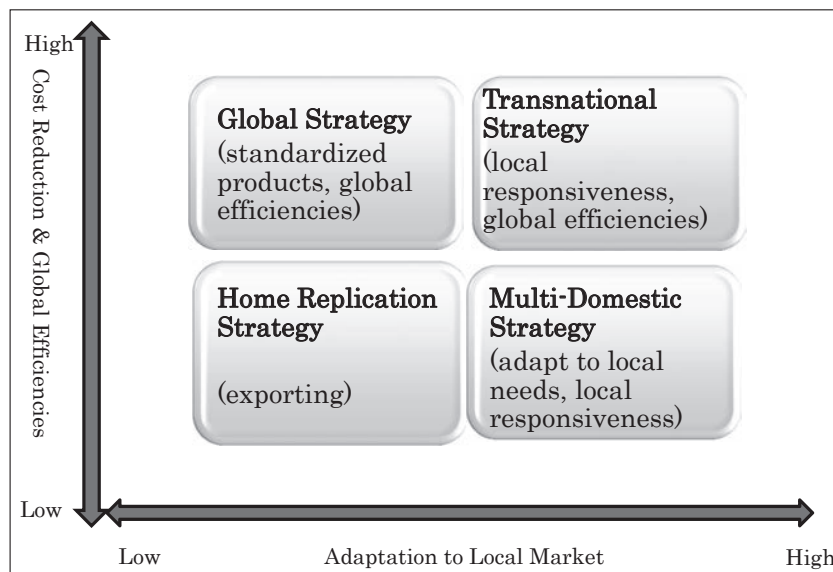 High
Cost Reduction & Global Efficiencies
Global Strategy
(standardized
products, global
efficiencies)
Transnational
Strategy
(local
responsiveness,
global efficiencies)
Home Replication
Strategy
(exporting)
Multi-Domestic
Strategy
(adapt to local
needs, local
responsiveness)
Low
Low
Adaptation to Local Market
High